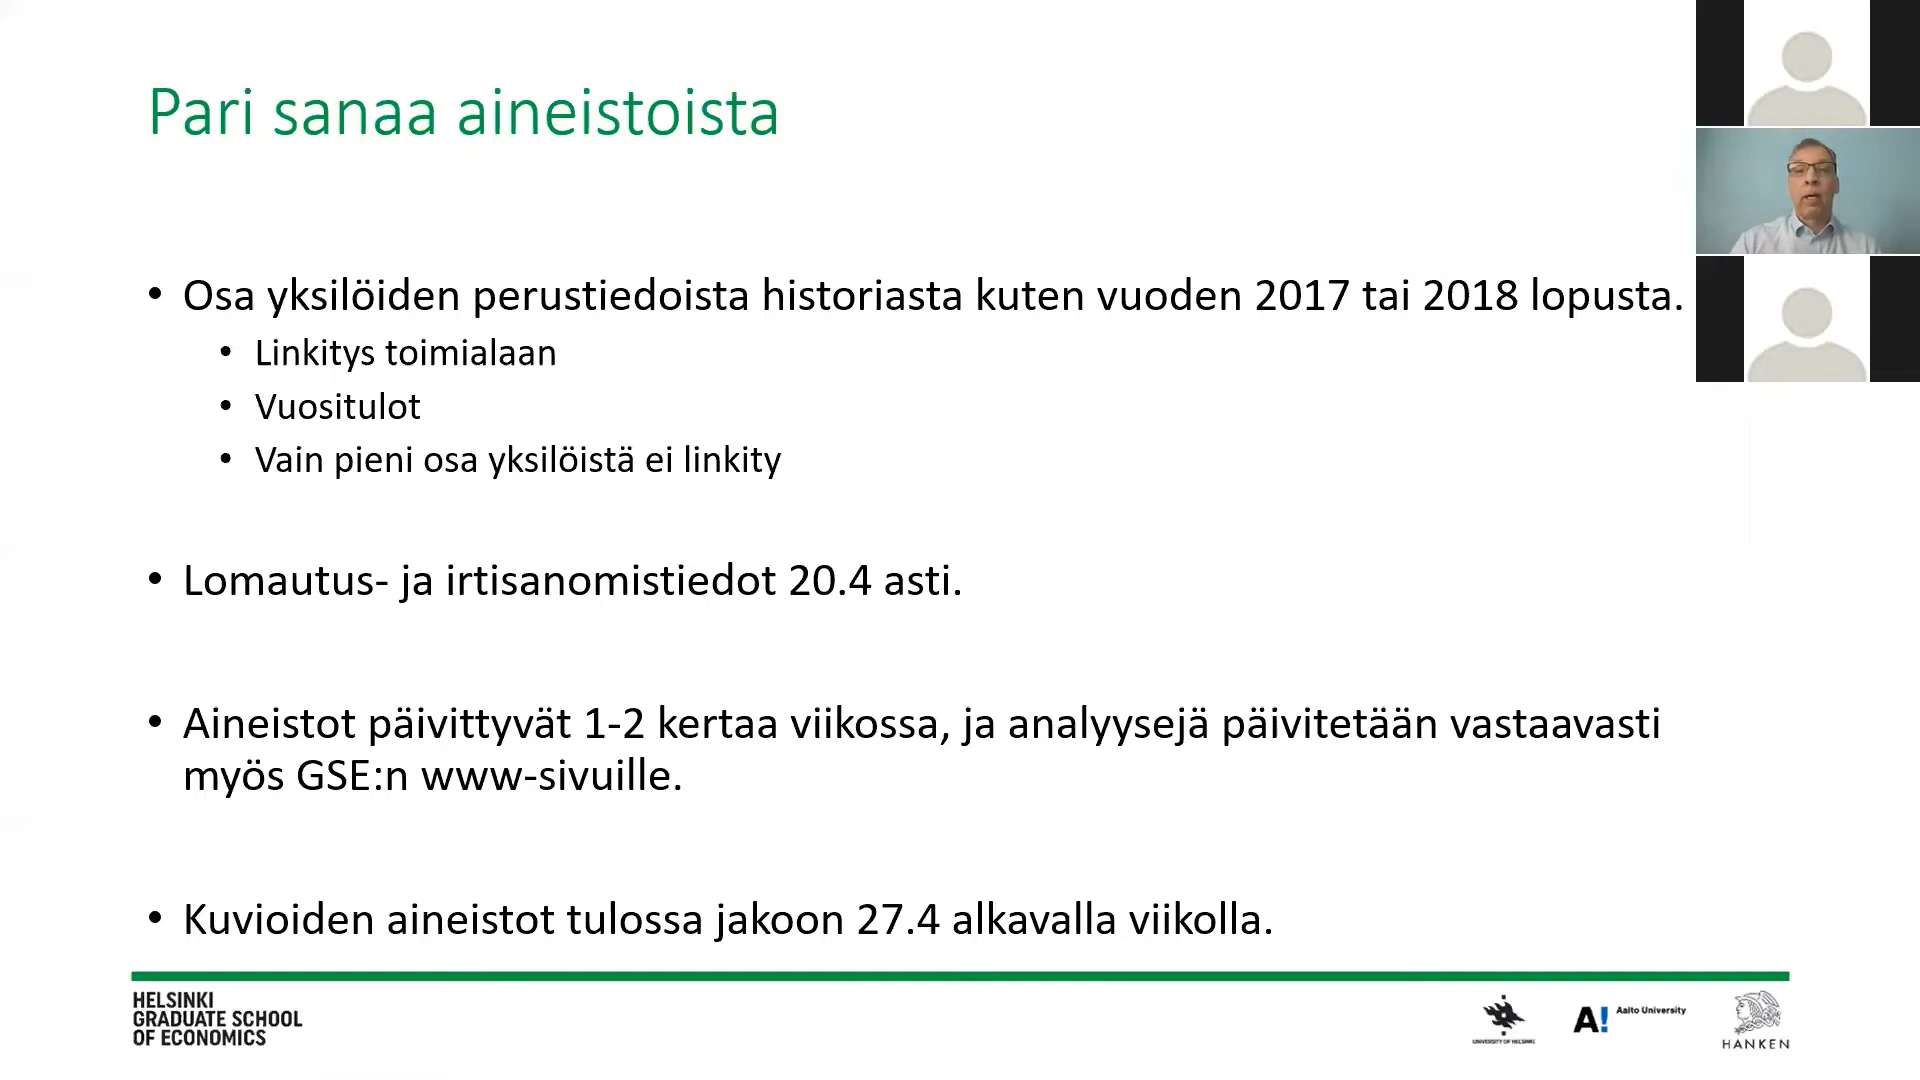 Pari sanaa aineistoista
• Osa yksilöiden perustiedoista historiasta kuten vuoden 2017 tai 2018 lopusta.
• Linkitys toimialaan
• Vuositulot
• Vain pieni osa yksilöistä ei linkity
• Lomautus- ja irtisanomistiedot 20.4 asti.
• Aineistot päivittyvät 1-2 kertaa viikossa, ja analyysejä päivitetään vastaavasti
myös GSE:n www-sivuille.
• Kuvioiden aineistot tulossa jakoon 27.4 alkavalla viikolla.
HELSINKI
GRADUATE SCHOOL
OF ECONOMICS
UNIVERSITY OF HELSINKI
A! Aalto University
HANKEN